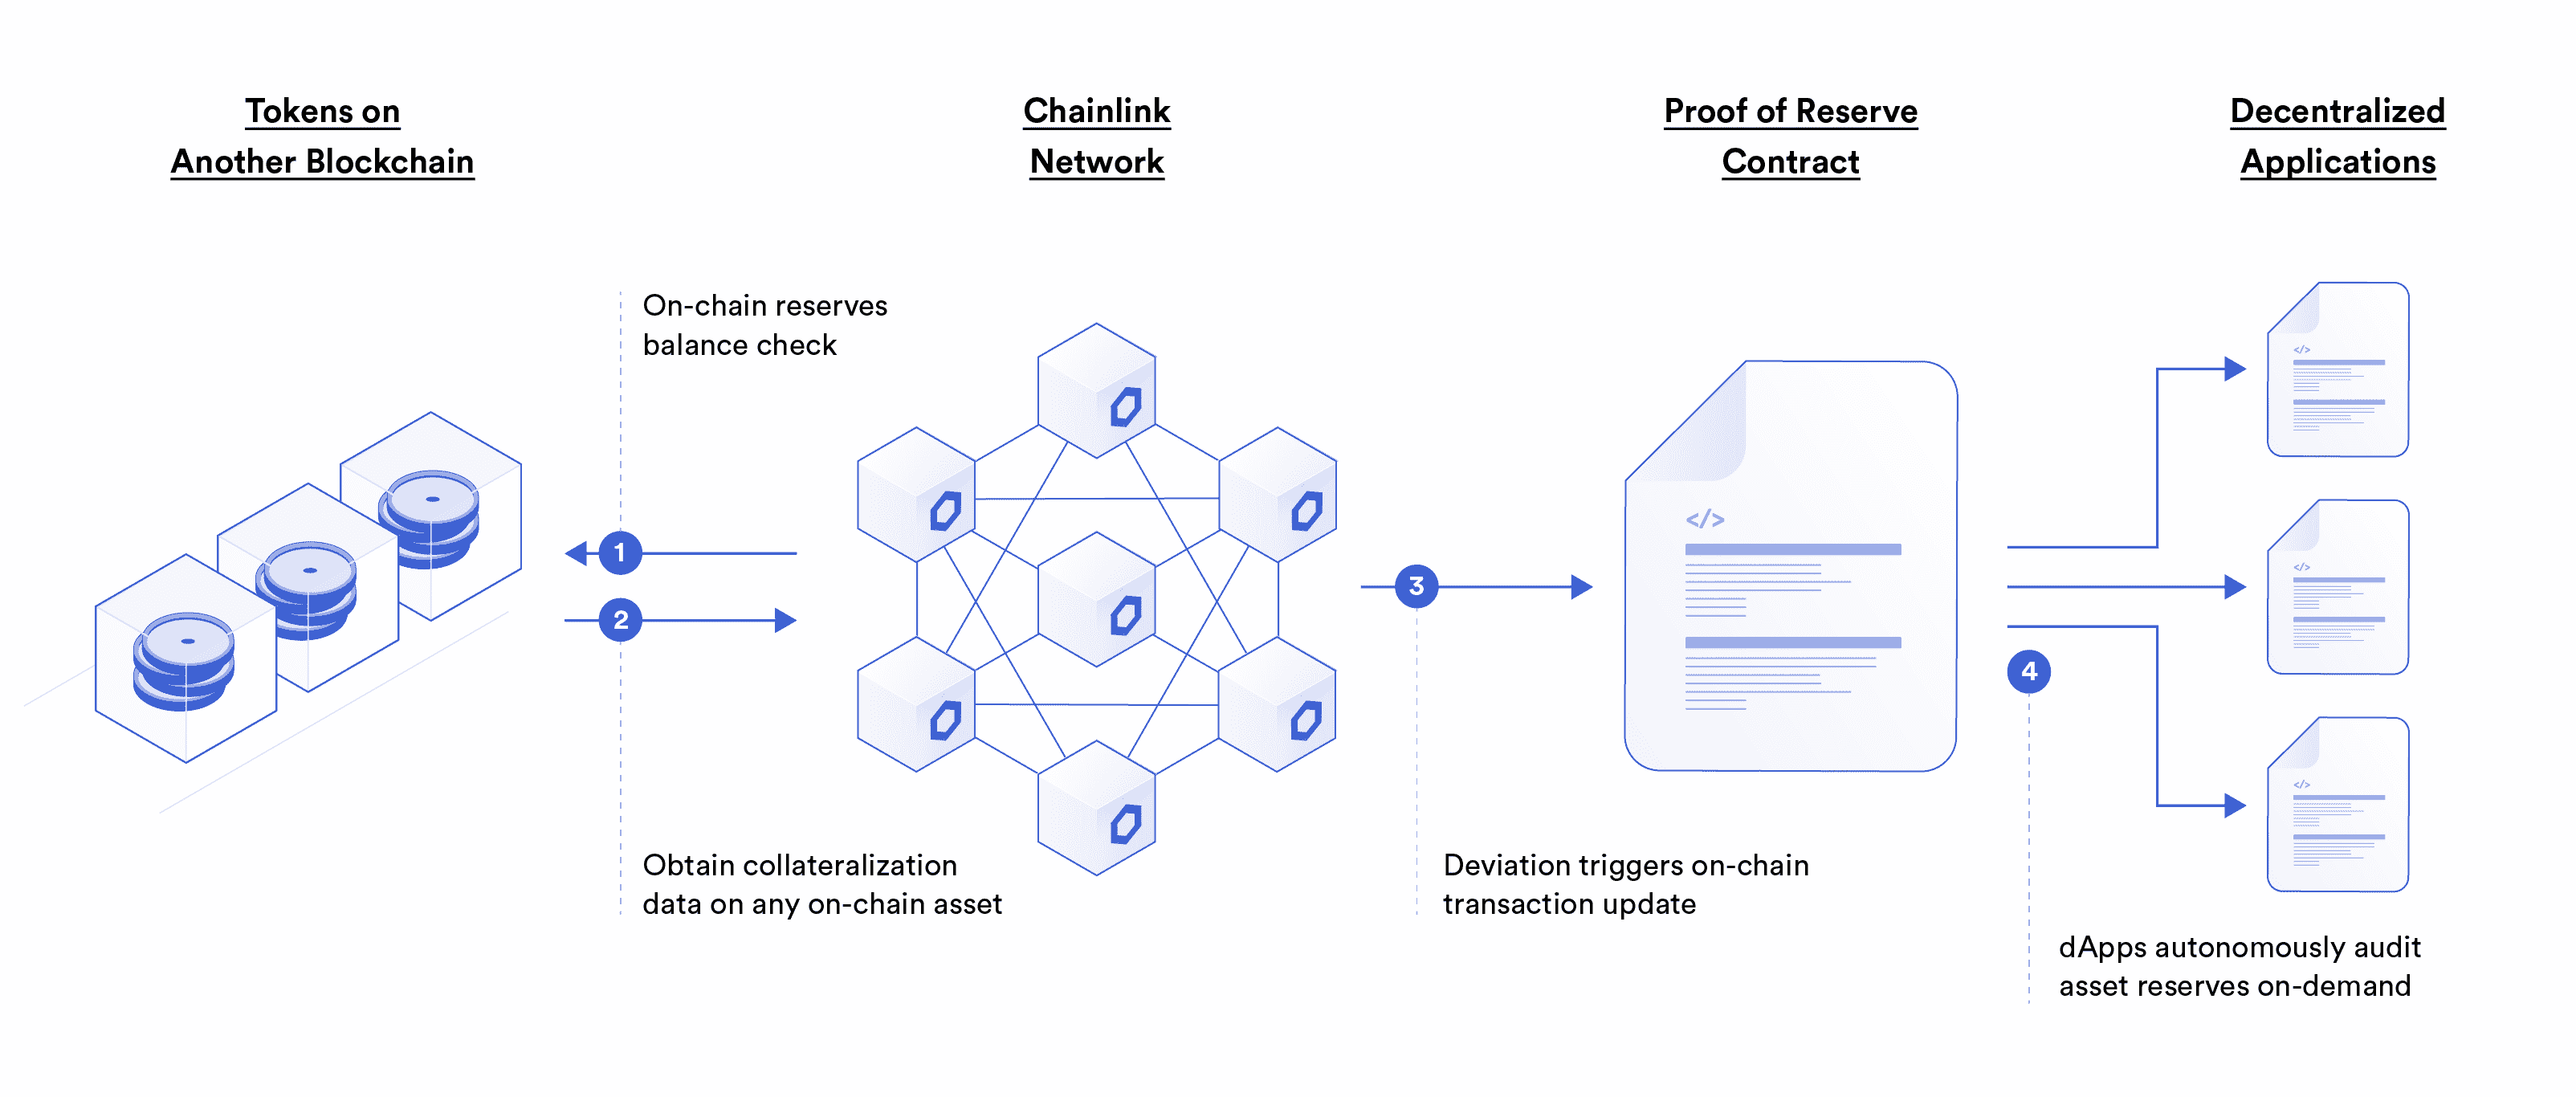 Tokens on
Another Blockchain
Chainlink
Network
Proof of Reserve
Contract
Decentralized
Applications
On-chain reserves
balance check
1
2
Obtain collateralization
data on any on-chain asset
3
Deviation triggers on-chain
transaction update
</>
</>
</>
</>
4
dApps autonomously audit
asset reserves on-demand